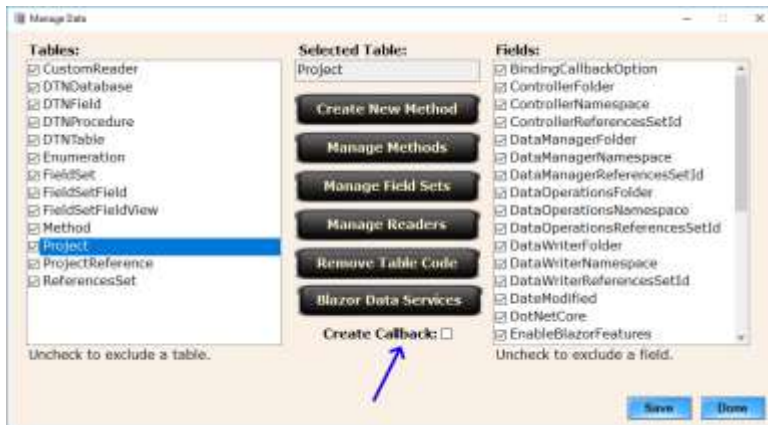 Manage Data
Tables:
CustomReader
DTNDatabase
DTNField
DTNProcedure
DTNTable
Enumeration
FieldSet
FieldSetField
FieldSetFieldView
Method
Project
ProjectReference
ReferencesSet
Uncheck to exclude a table.
Selected Table:
Project
Create New Method
Manage Methods
Manage Field Sets
Manage Readers
Remove Table Code
Blazor Data Services
Create Callback:
Fields:
BindingCallbackOption
ControllerFolder
ControllerNamespace
ControllerReferencesSetId
DataManagerFolder
DataManagerNamespace
DataManagerReferencesSetId
DataOperationsFolder
DataOperationsNamespace
DataOperationsReferencesSetId
DataWriterFolder
DataWriterNamespace
DataWriterReferencesSetId
DateModified
DotNetCore
EnableBlazorFeatures
Uncheck to exclude a field.
Save
Done